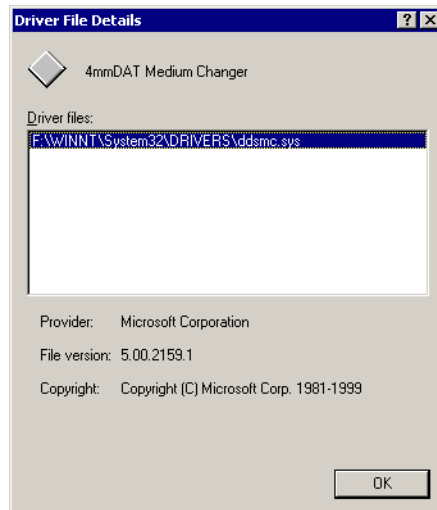 Driver File Details
4mmDAT Medium Changer
Driver files:
F:\WINNT\System32\DRIVERS\ddsmc.sys
Provider: Microsoft Corporation
File version: 5.00.2159.1
Copyright: Copyright (C) Microsoft Corp. 1981-1999
OK